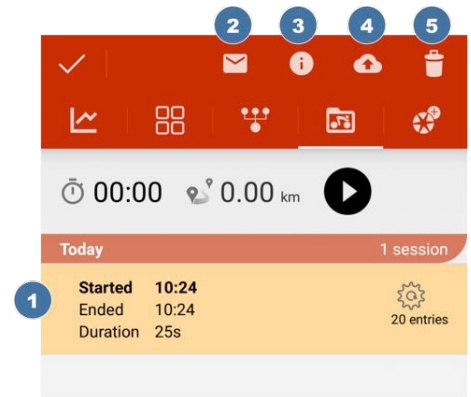 2 3 4 5
00:00 0.00 km
Today 1 session
1
Started 10:24
Ended 10:24
Duration 25s
20 entries